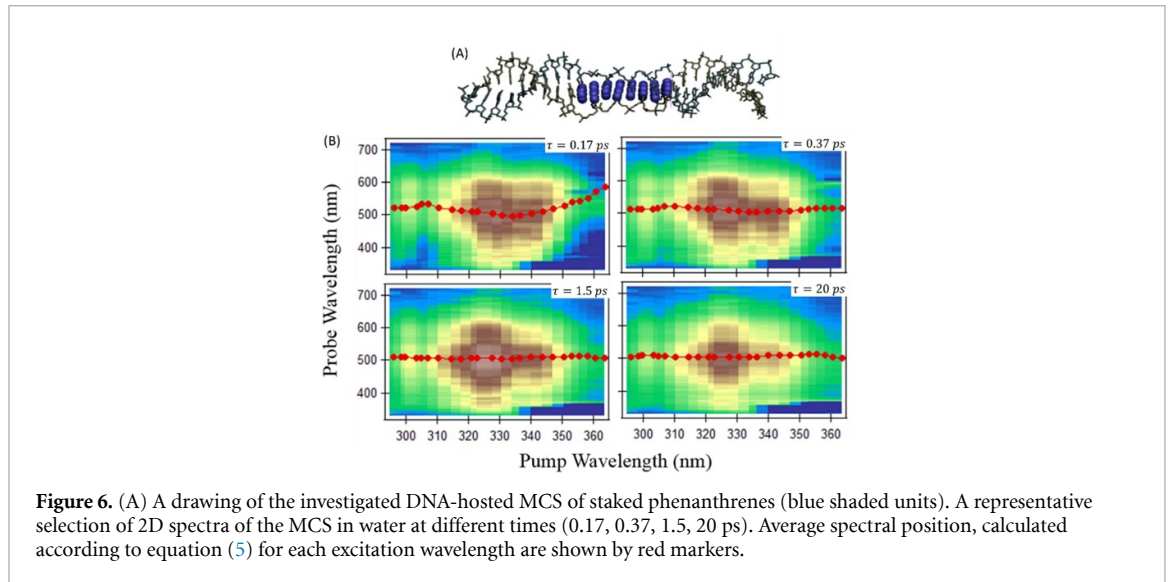 (A)
(B)
τ = 0.17 ps
τ = 0.37 ps
700
600
500
400
τ = 1.5 ps
τ = 20 ps
700
600
500
400
Probe Wavelength (nm)
300 310 320 330 340 350 360
300 310 320 330 340 350 360
Pump Wavelength (nm)
Figure 6. (A) A drawing of the investigated DNA-hosted MCS of staked phenanthrenes (blue shaded units). A representative
selection of 2D spectra of the MCS in water at different times (0.17, 0.37, 1.5, 20 ps). Average spectral position, calculated
according to equation (5) for each excitation wavelength are shown by red markers.